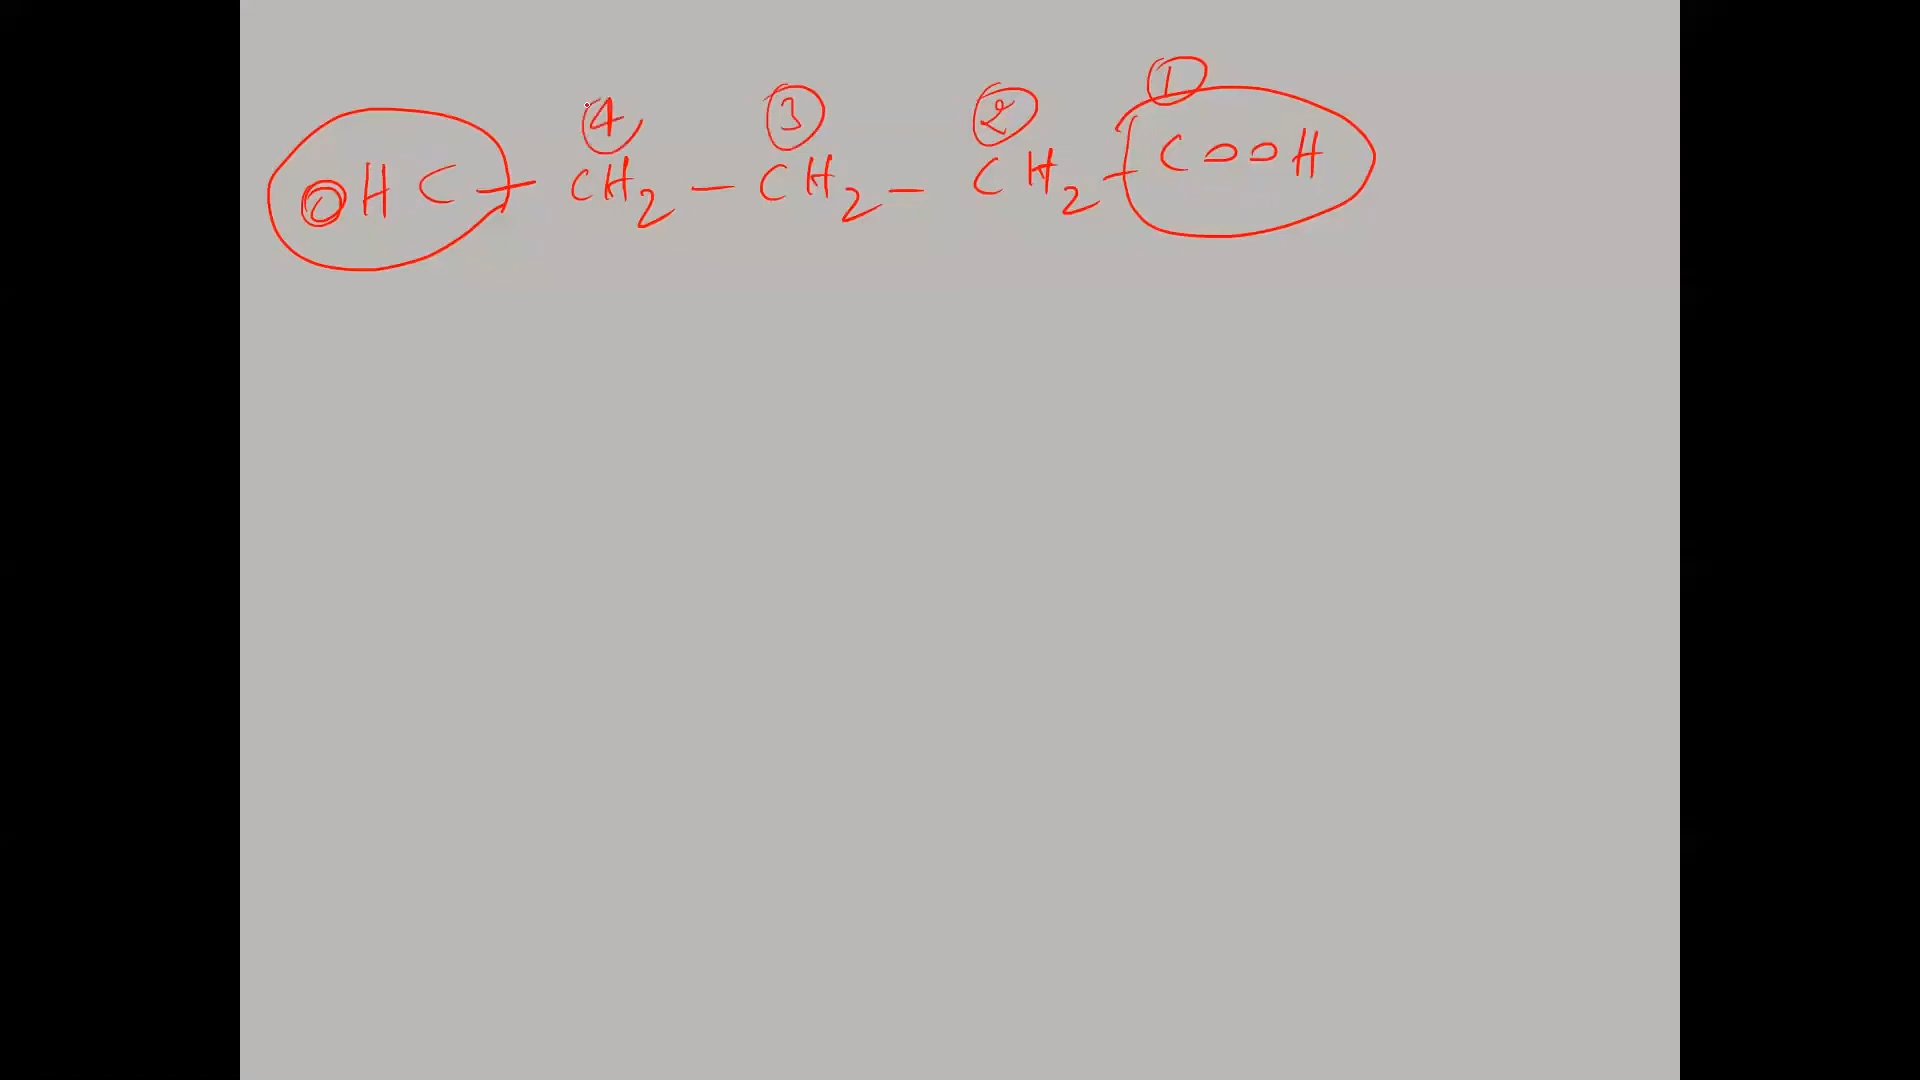 ④ ③ ② ①
OHC - CH₂ - CH₂ - CH₂ - COOH